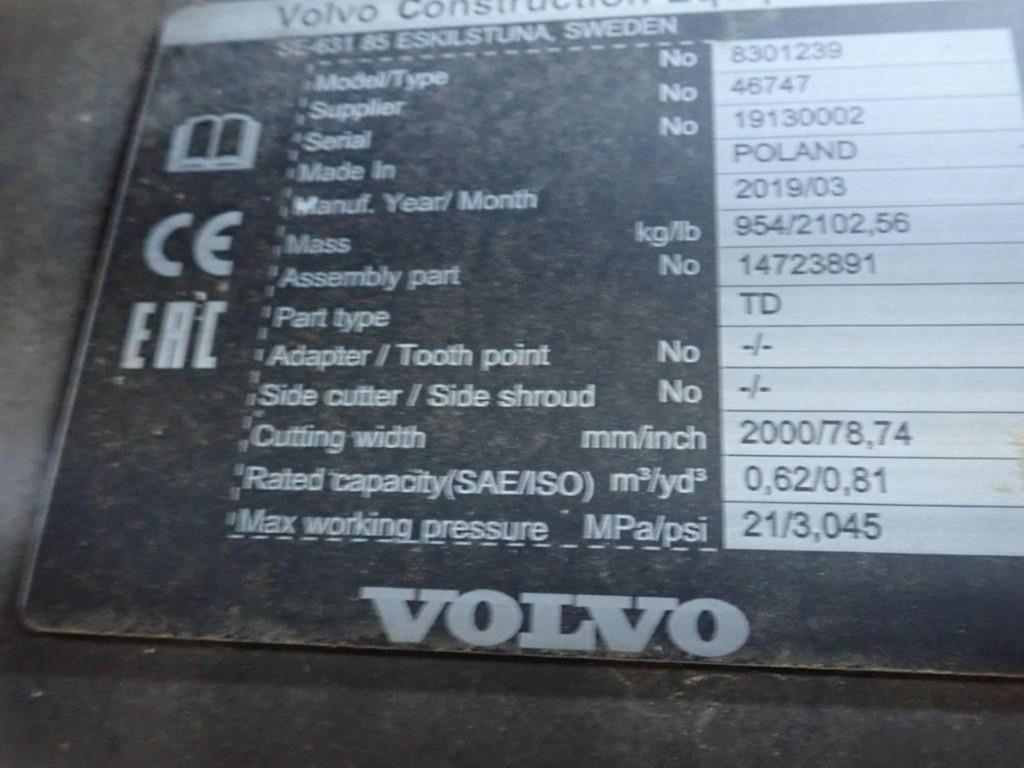 Volvo Construction
SE-631 85 ESKILSTUNA, SWEDEN
Model/Type No 8301239
Supplier No 46747
Serial No 19130002
Made In POLAND
Manuf. Year/ Month 2019/03
Mass kg/lb 954/2102,56
Assembly part No 14723891
Part type TD
Adapter / Tooth point No -/-
Side cutter / Side shroud No -/-
Cutting width mm/inch 2000/78,74
Rated capacity(SAE/ISO) m³/yd³ 0,62/0,81
Max working pressure MPa/psi 21/3,045
CE
EAC
VOLVO